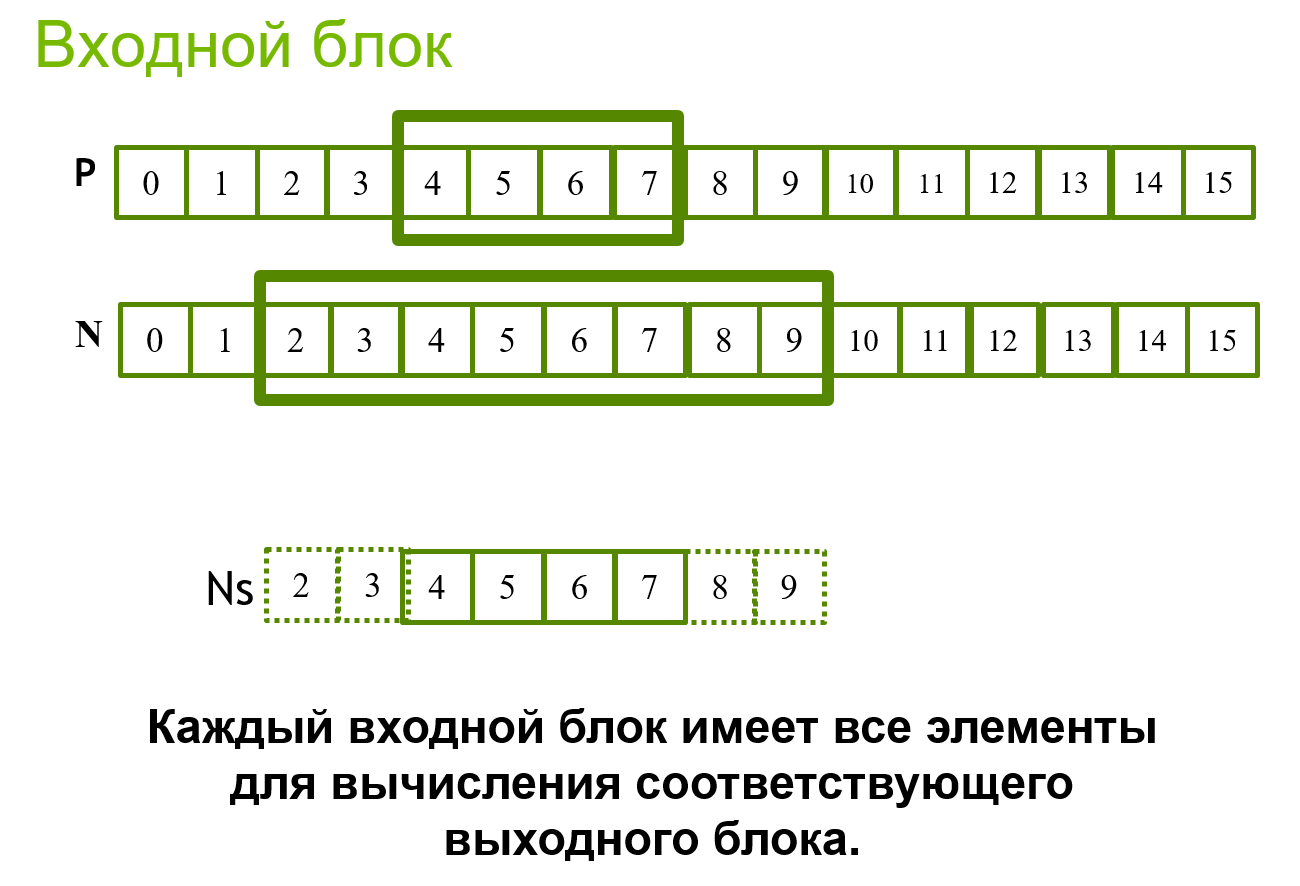 Входной блок
P 0 1 2 3 4 5 6 7 8 9 10 11 12 13 14 15
N 0 1 2 3 4 5 6 7 8 9 10 11 12 13 14 15
Ns 2 3 4 5 6 7 8 9
Каждый входной блок имеет все элементы
для вычисления соответствующего
выходного блока.